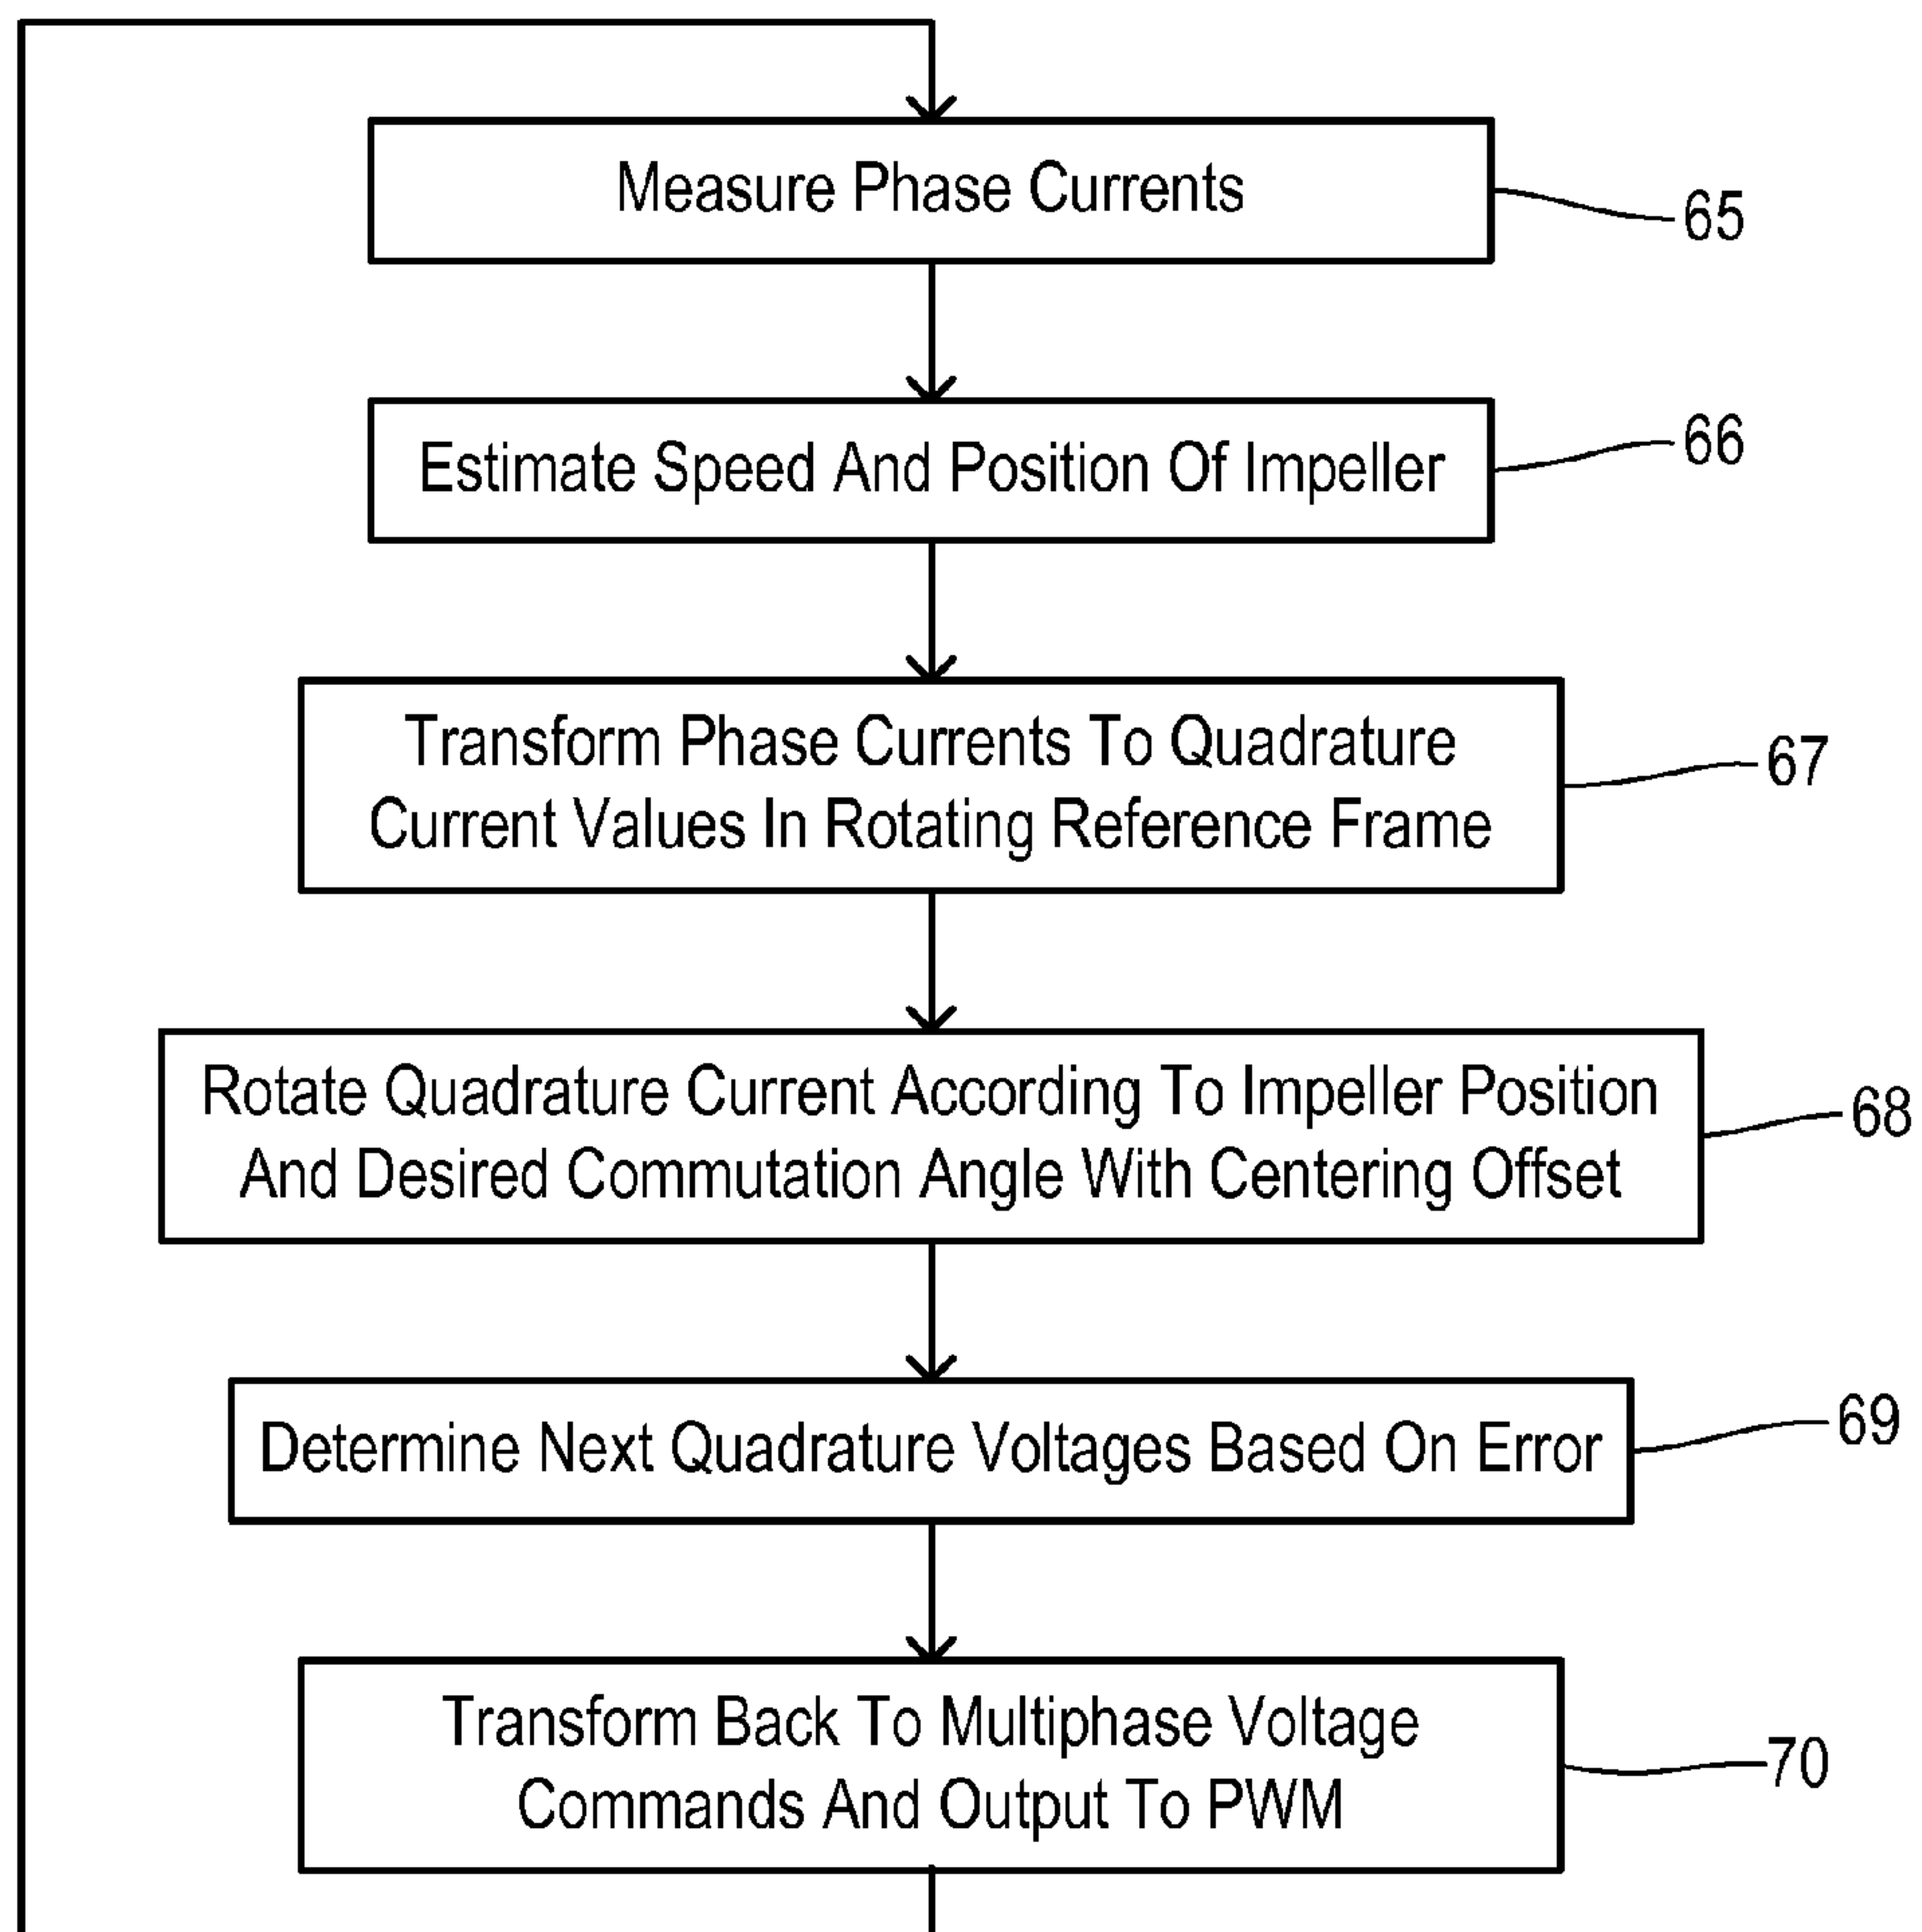 Measure Phase Currents
65
Estimate Speed And Position Of Impeller
66
Transform Phase Currents To Quadrature
Current Values In Rotating Reference Frame
67
Rotate Quadrature Current According To Impeller Position
And Desired Commutation Angle With Centering Offset
68
Determine Next Quadrature Voltages Based On Error
69
Transform Back To Multiphase Voltage
Commands And Output To PWM
70